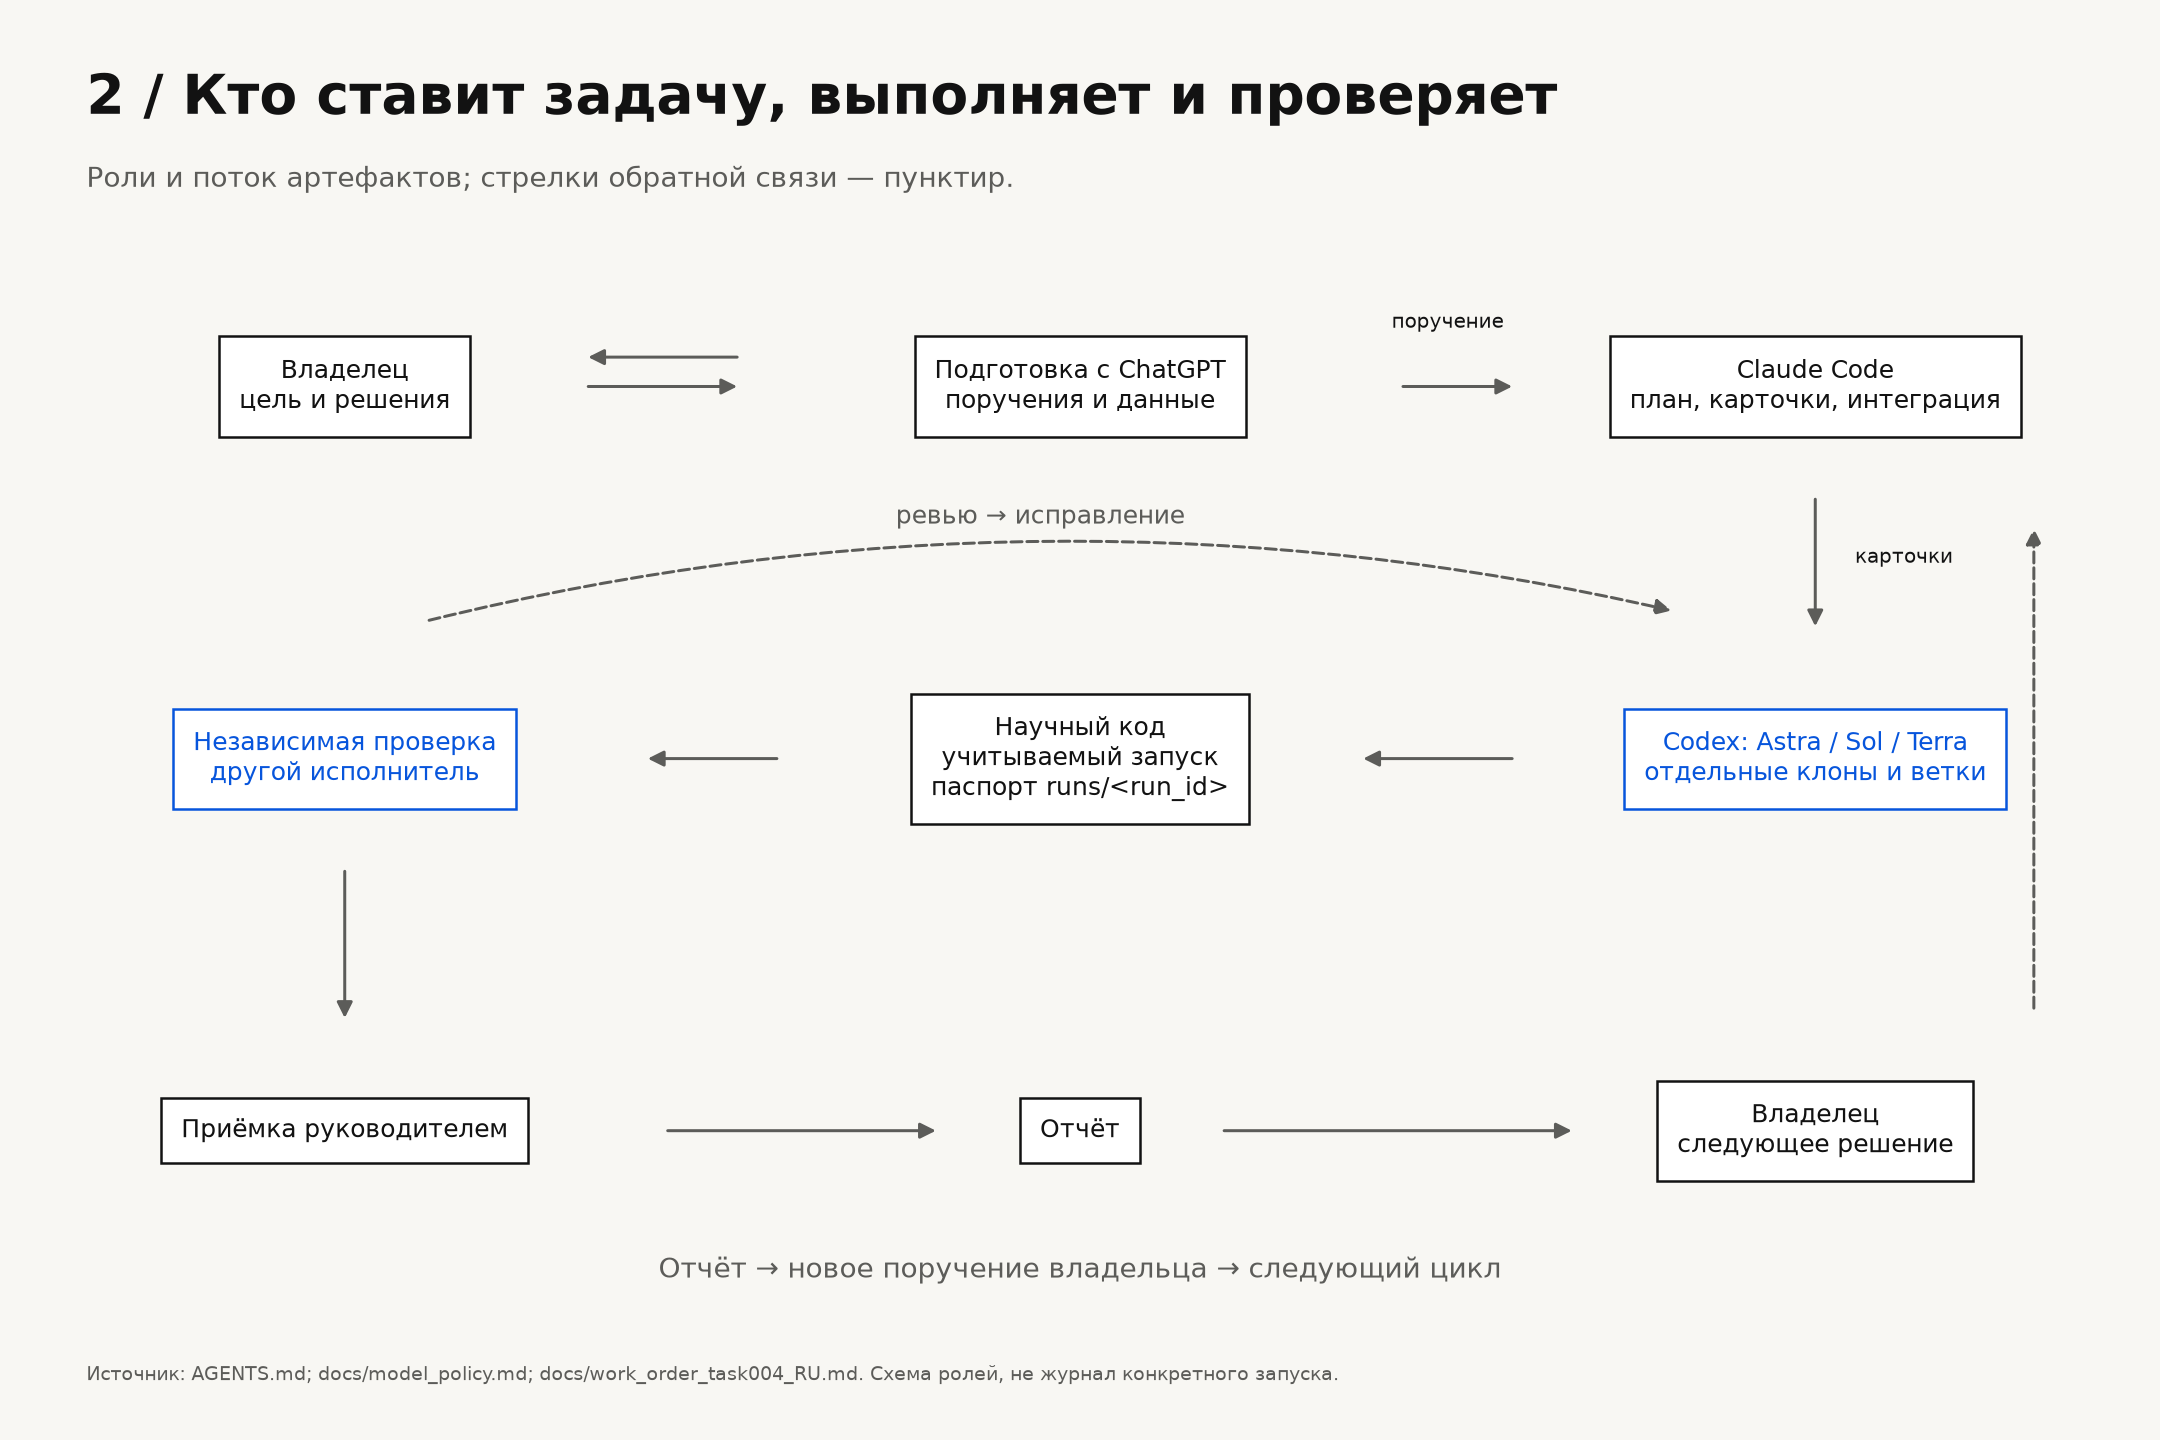 2 / Кто ставит задачу, выполняет и проверяет
Роли и поток артефактов; стрелки обратной связи — пунктир.
поручение
Владелец
цель и решения
Подготовка с ChatGPT
поручения и данные
Claude Code
план, карточки, интеграция
ревью → исправление
карточки
Независимая проверка
другой исполнитель
Научный код
учитываемый запуск
паспорт runs/<run_id>
Codex: Astra / Sol / Terra
отдельные клоны и ветки
Приёмка руководителем
Отчёт
Владелец
следующее решение
Отчёт → новое поручение владельца → следующий цикл
Источник: AGENTS.md; docs/model_policy.md; docs/work_order_task004_RU.md. Схема ролей, не журнал конкретного запуска.